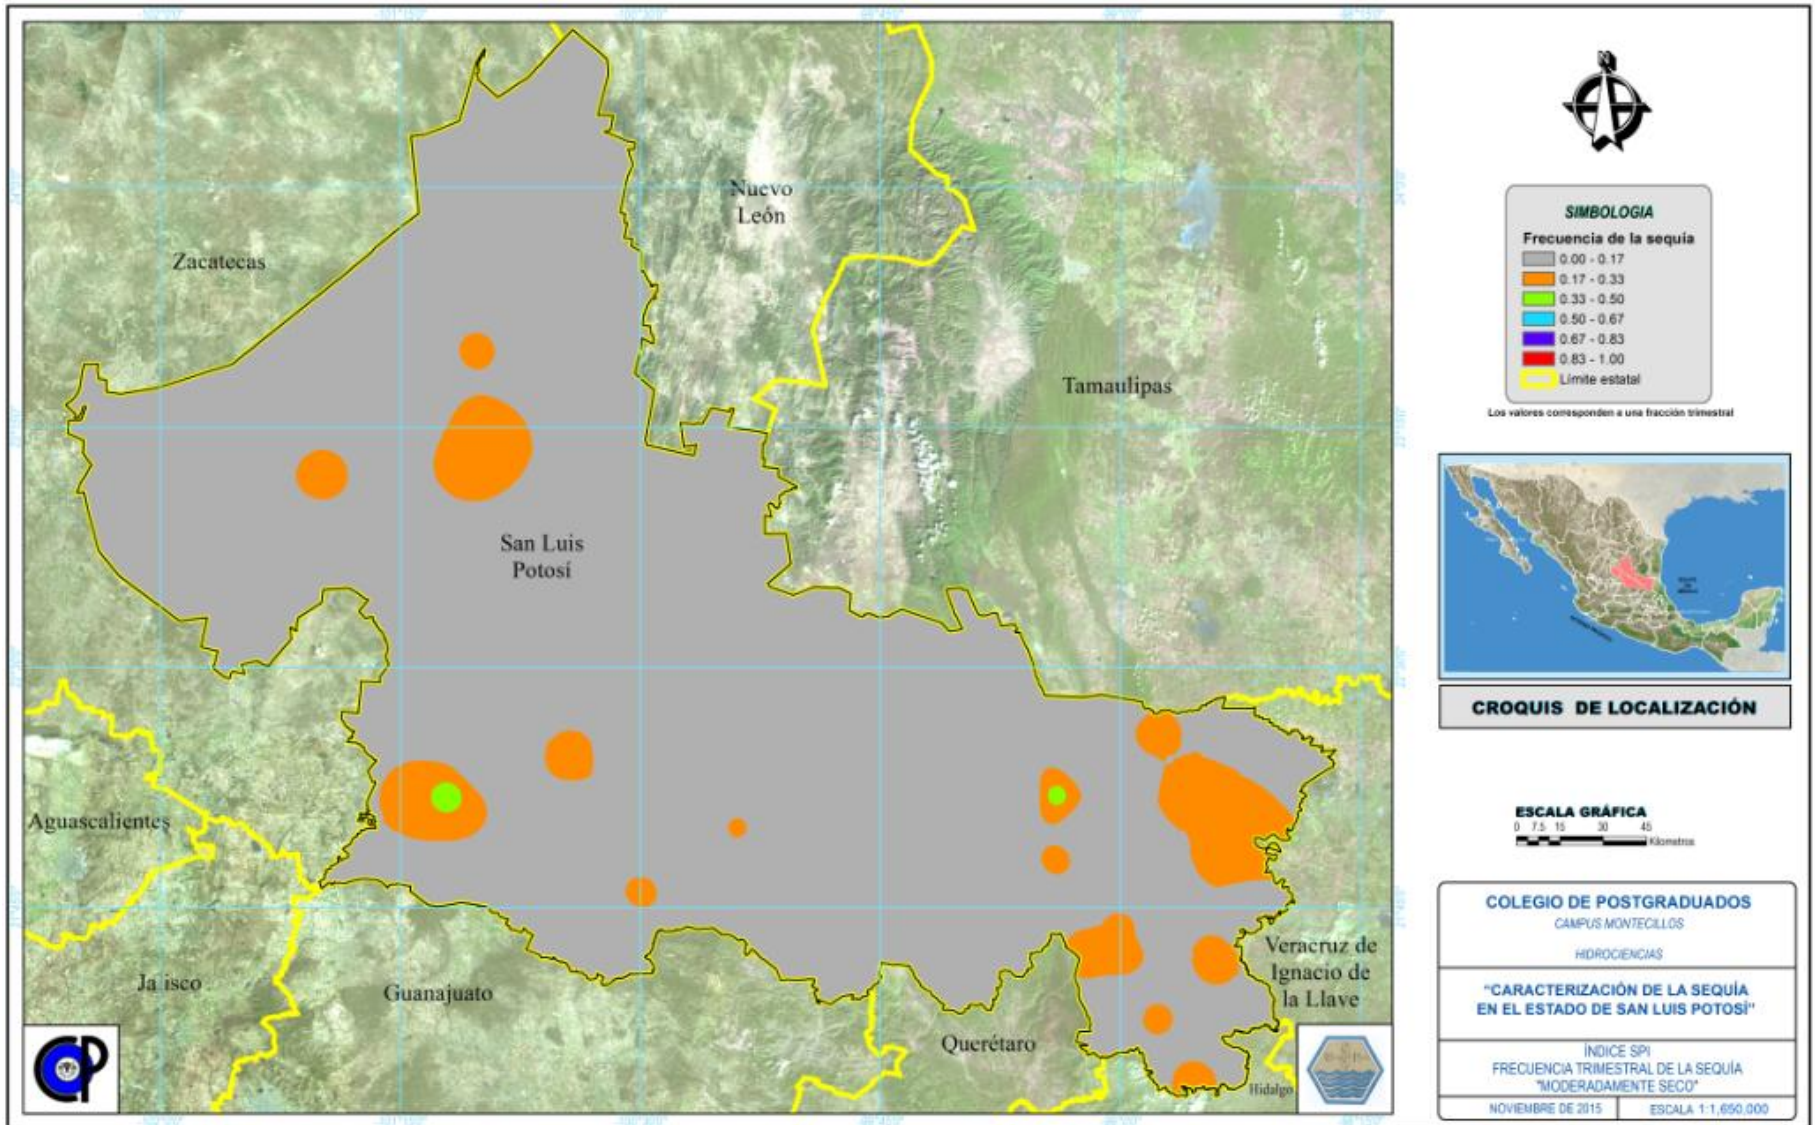 Zacatecas
Nuevo
León
Tamaulipas
San Luis
Potosí
Aguascalientes
Jalisco
Guanajuato
Querétaro
Hidalgo
Veracruz de
Ignacio de
la Llave
N
SIMBOLOGIA
Frecuencia de la sequía
0.00 - 0.17
0.17 - 0.33
0.33 - 0.50
0.50 - 0.67
0.67 - 0.83
0.83 - 1.00
Límite estatal
Los valores corresponden a una fracción trimestral
CROQUIS DE LOCALIZACIÓN
ESCALA GRÁFICA
0 7.5 15 30 45
Kilometros
COLEGIO DE POSTGRADUADOS
CAMPUS MONTECILLOS
HIDROCIENCIAS
"CARACTERIZACIÓN DE LA SEQUÍA
EN EL ESTADO DE SAN LUIS POTOSÍ"
ÍNDICE SPI
FRECUENCIA TRIMESTRAL DE LA SEQUÍA
"MODERADAMENTE SECO"
NOVIEMBRE DE 2015
ESCALA 1:1,650,000